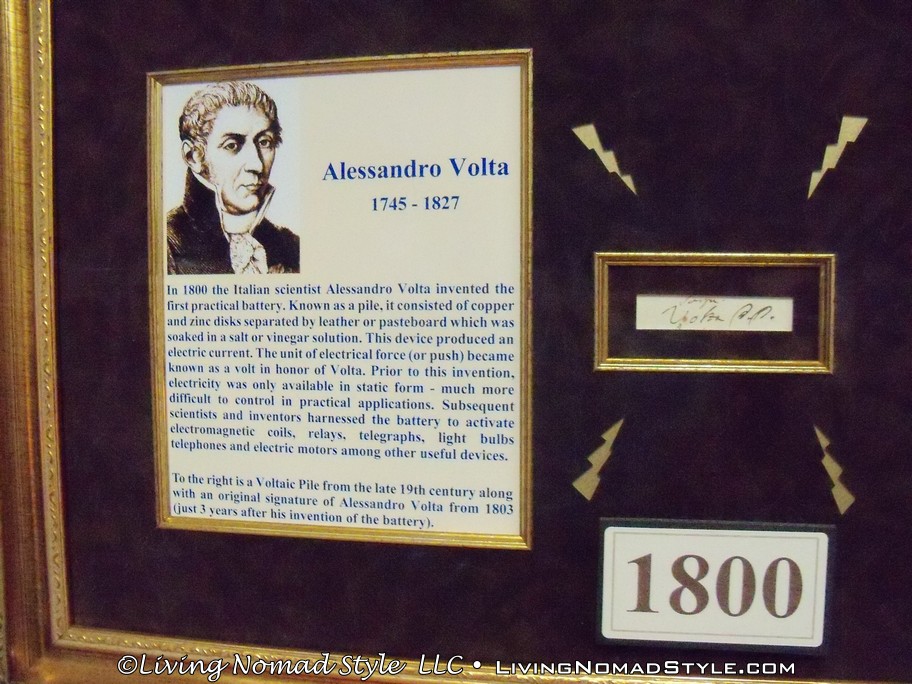 Alessandro Volta
1745 - 1827
In 1800 the Italian scientist Alessandro Volta invented the
first practical battery. Known as a pile, it consisted of copper
and zinc disks separated by leather or pasteboard which was
soaked in a salt or vinegar solution. This device produced an
electric current. The unit of electrical force (or push) became
known as a volt in honor of Volta. Prior to this invention,
electricity was only available in static form - much more
difficult to control in practical applications. Subsequent
scientists and inventors harnessed the battery to activate
electromagnetic coils, relays, telegraphs, light bulbs
telephones and electric motors among other useful devices.
To the right is a Voltaic Pile from the late 19th century along
with an original signature of Alessandro Volta from 1803
(just 3 years after his invention of the battery).
Volta
1800
©Living Nomad Style LLC • LivingNomadStyle.com